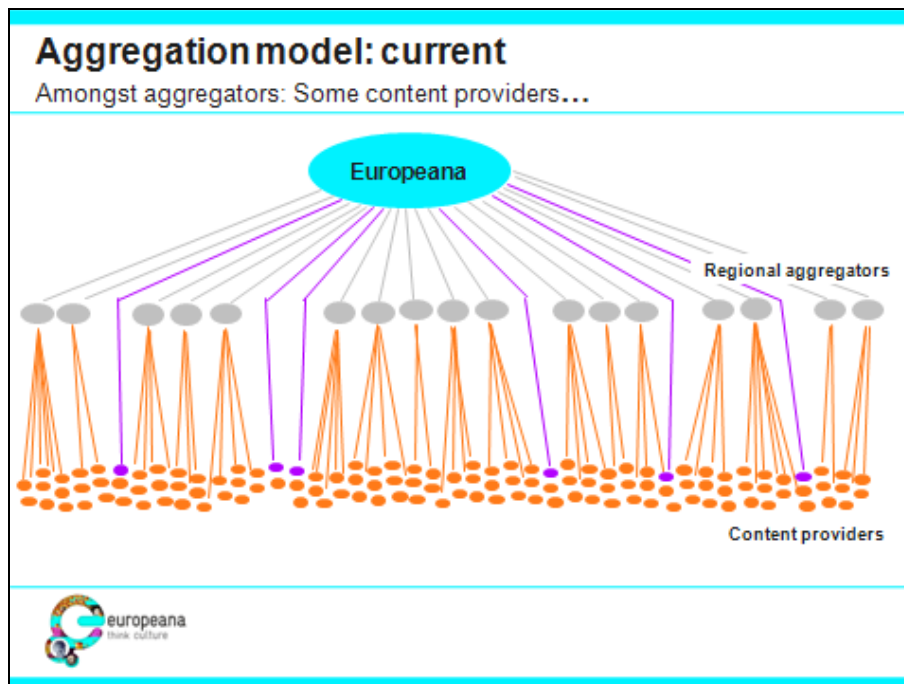 Aggregation model: current
Amongst aggregators: Some content providers...
Europeana
Regional aggregators
Content providers
europeana
think culture